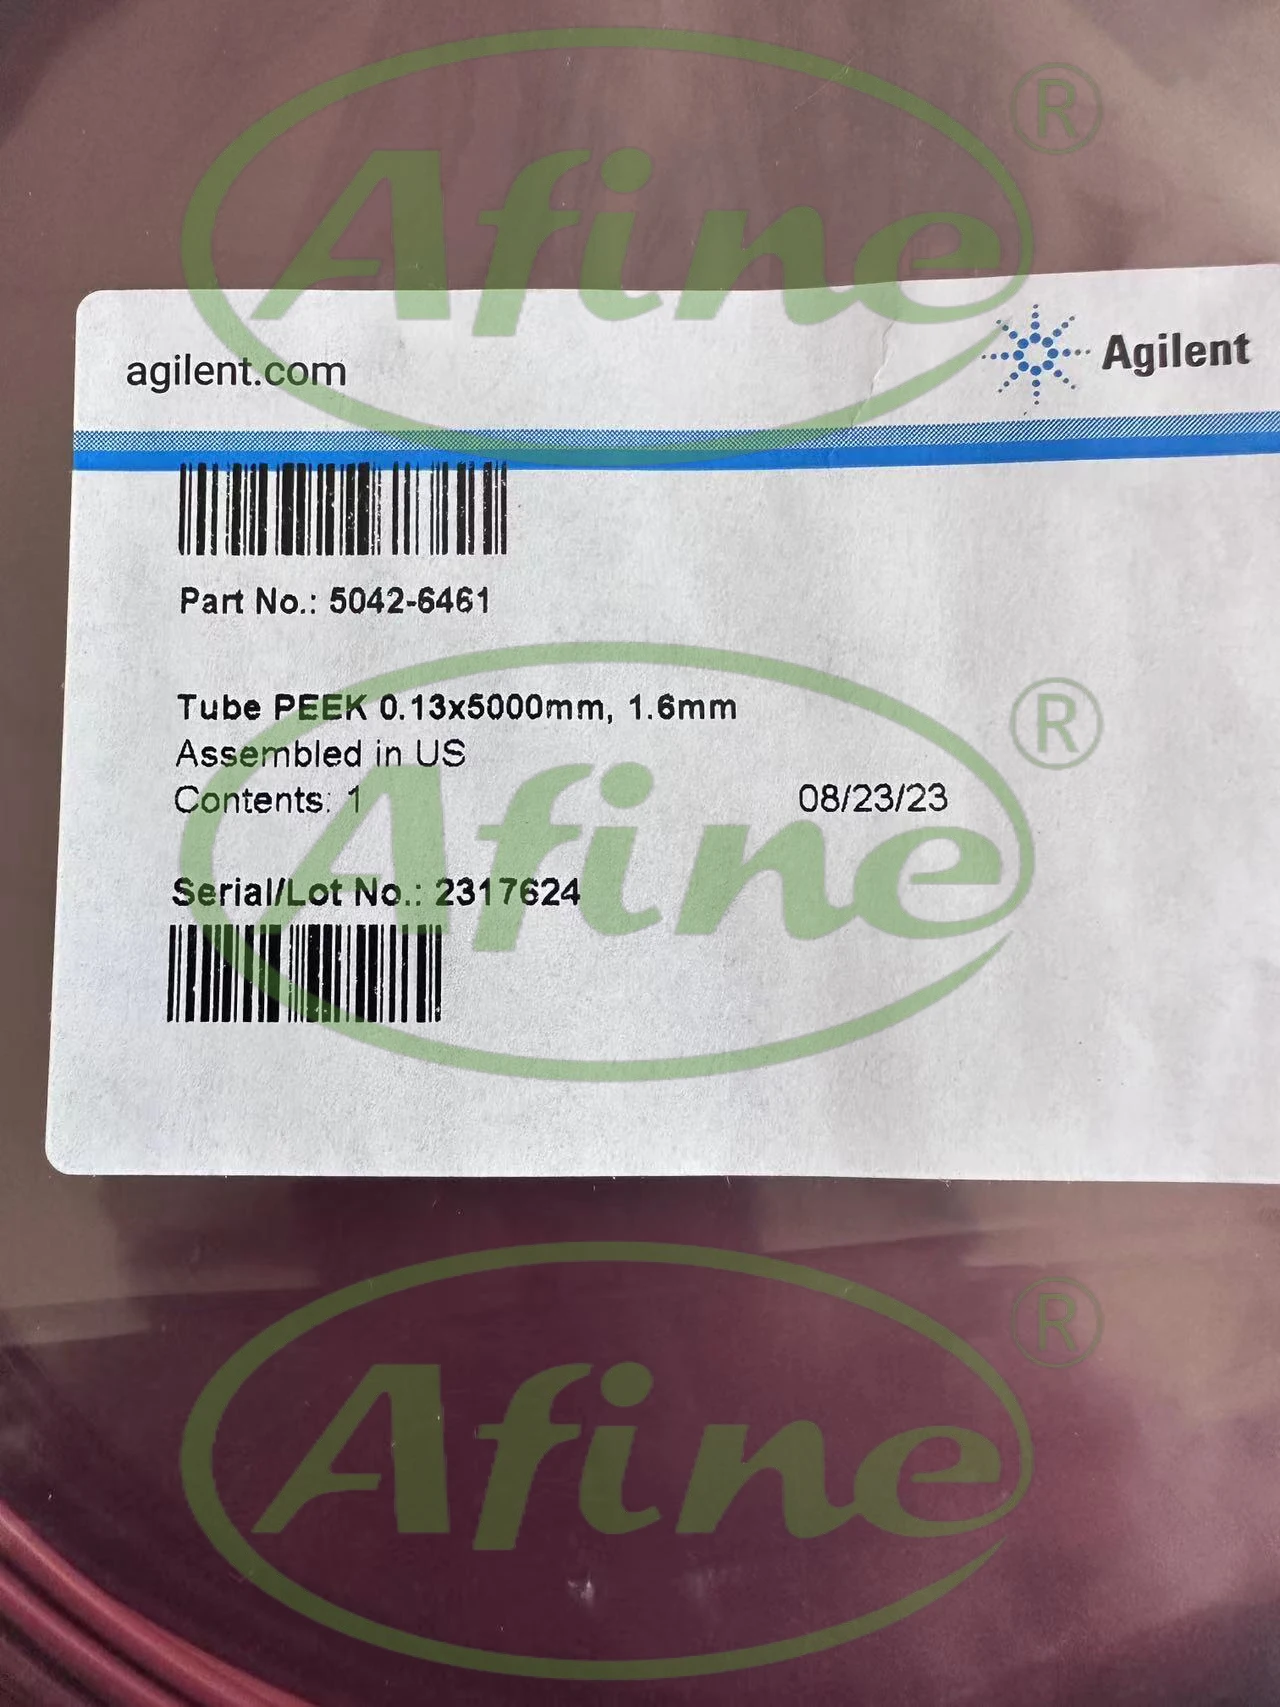 Afine®
agilent.com
Agilent
Part No.: 5042-6461
Tube PEEK 0.13x5000mm, 1.6mm
Assembled in US
Contents: 1
08/23/23
Afine®
Serial/Lot No.: 2317624
Afine®